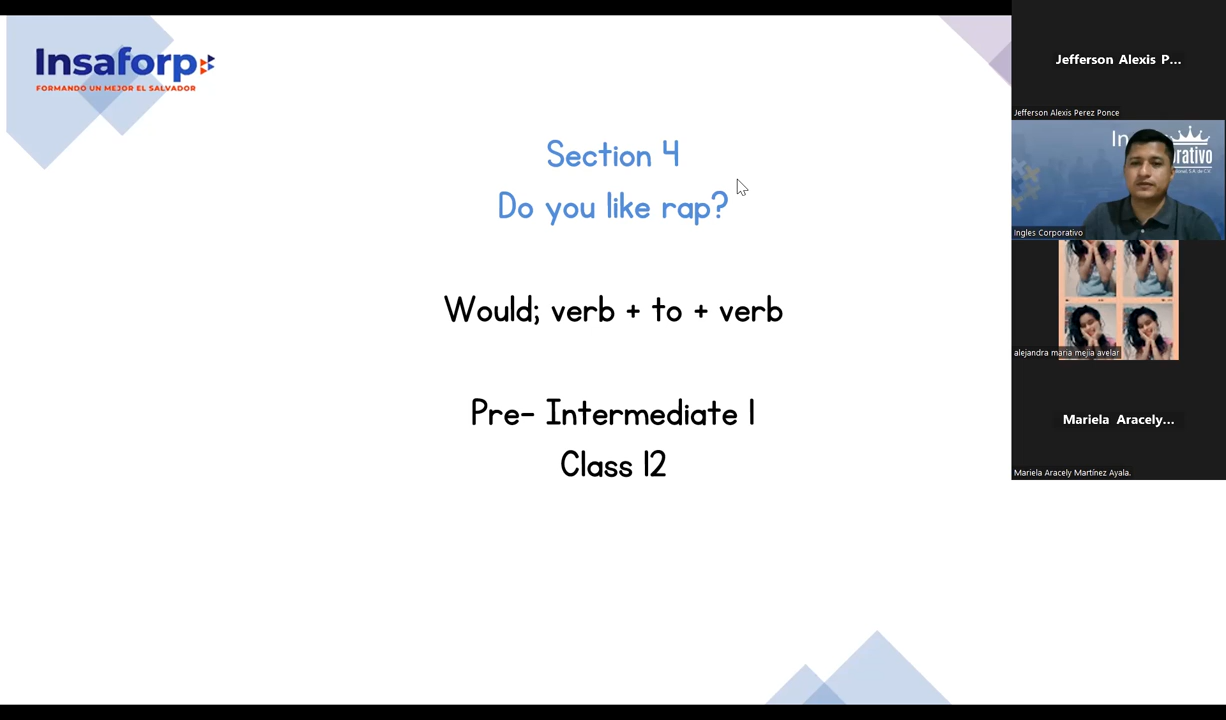 Insaforp
FORMANDO UN MEJOR EL SALVADOR
Section 4
Do you like rap?
Would; verb + to + verb
Pre- Intermediate 1
Class 12
Jefferson Alexis P...
Jefferson Alexis Perez Ponce
In
rativo
Ingles Corporativo
alejandra maria mejia avelar
Mariela Aracely...
Mariela Aracely Martínez Ayala.